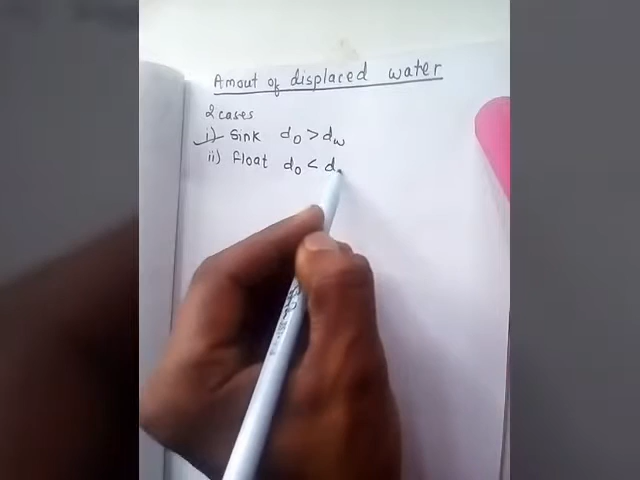 Amout of displaced water
2 cases
i) Sink d₀ > dw
ii) float d₀ < d